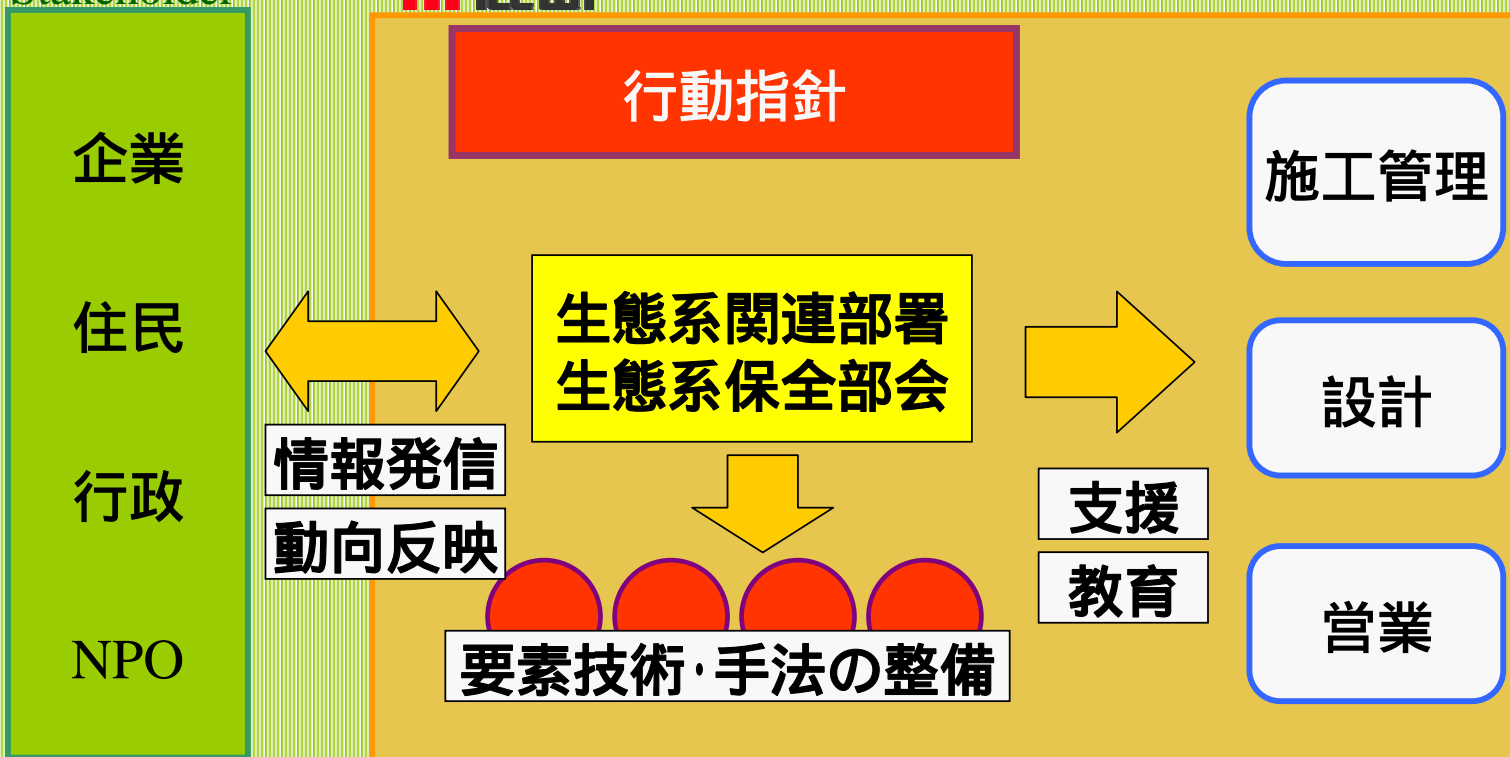 Stakeholder
企業
住民
行政
NPO
行動指針
生態系関連部署
生態系保全部会
情報発信
動向反映
要素技術·手法の整備
支援
教育
施工管理
設計
営業